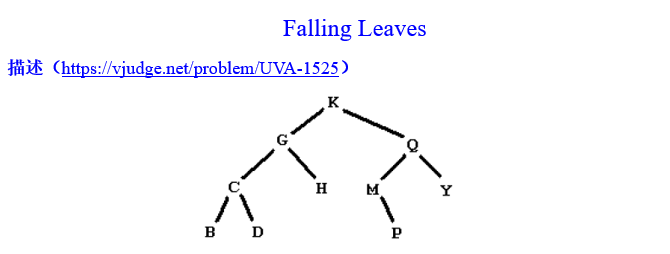 Falling Leaves
描述（https://vjudge.net/problem/UVA-1525）
K
G
Q
C
H
M
Y
B
D
P